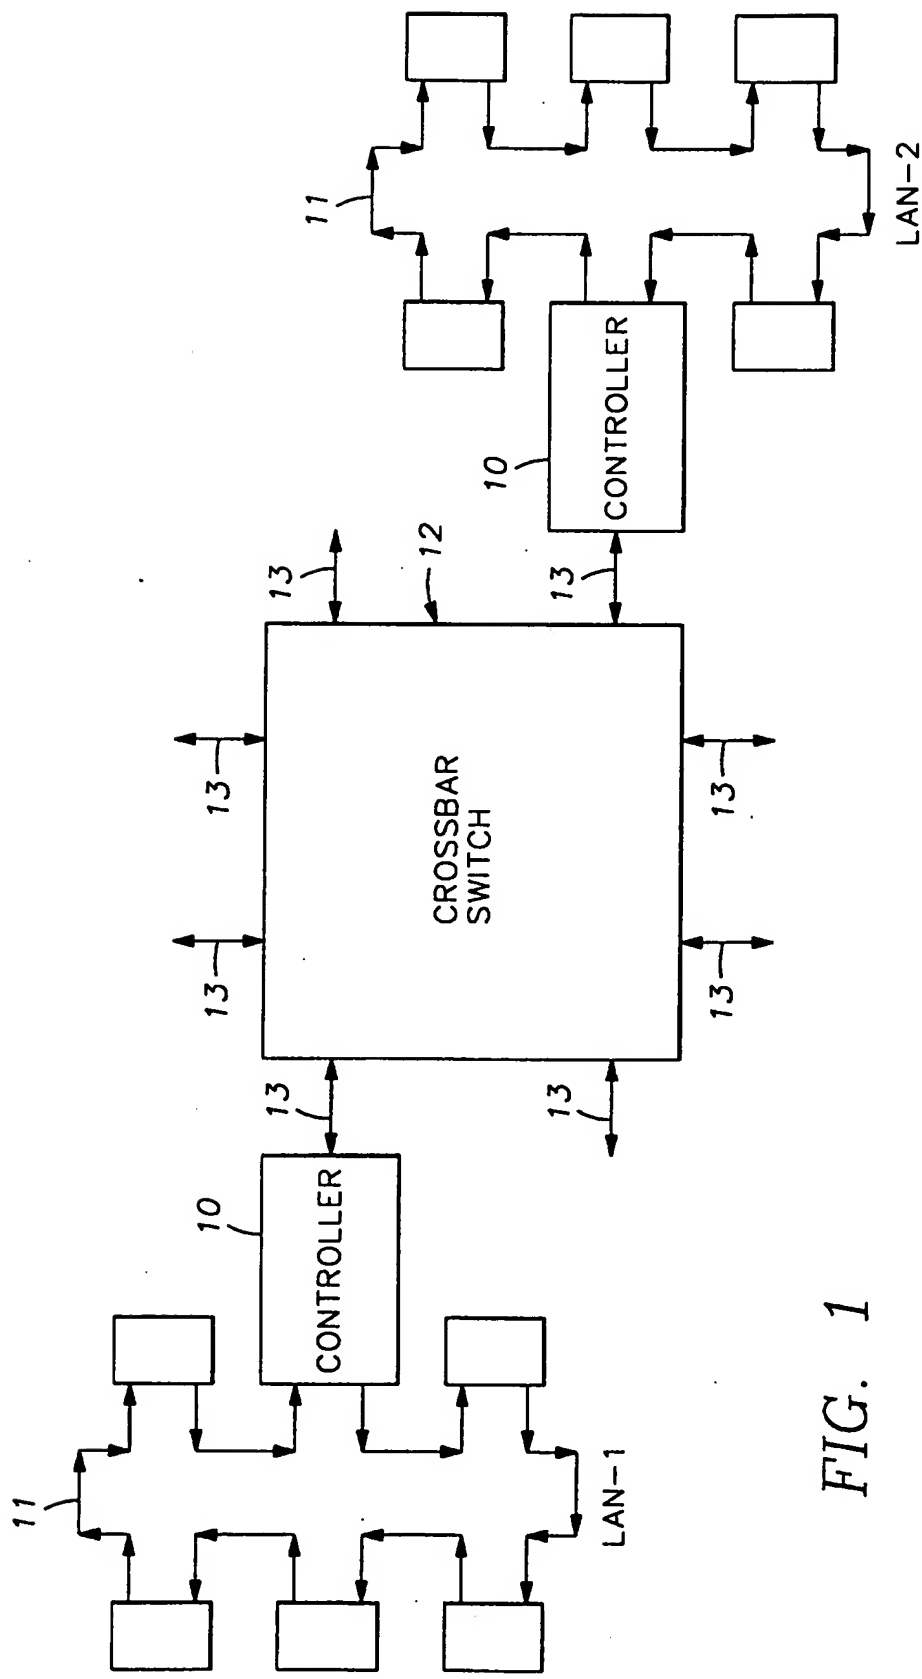 11
LAN-1
10
CONTROLLER
13
13
13
13
CROSSBAR
SWITCH
13
13
12
13
13
10
CONTROLLER
11
LAN-2
FIG. 1